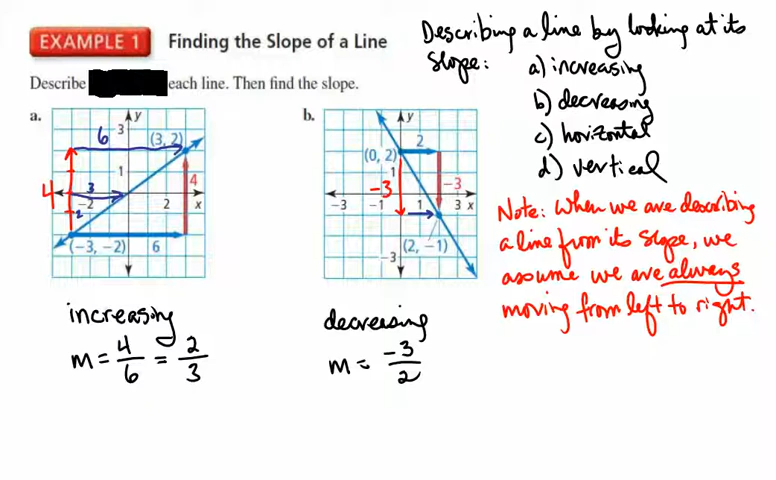 EXAMPLE 1 Finding the Slope of a Line
Describe each line. Then find the slope.
Describing a line by looking at its
slope: a) increasing
b) decreasing
c) horizontal
d) vertical
Note: When we are describing
a line from its slope, we
assume we are always
moving from left to right.
a.
y
6
3
(3, 2)
1
4
3
4
-2
2
x
2
(-3, -2)
6
increasing
m = 4/6 = 2/3
b.
y
2
(0, 2)
1
-3
-3
-3
-1
1
3 x
(2, -1)
-3
decreasing
m = -3/2